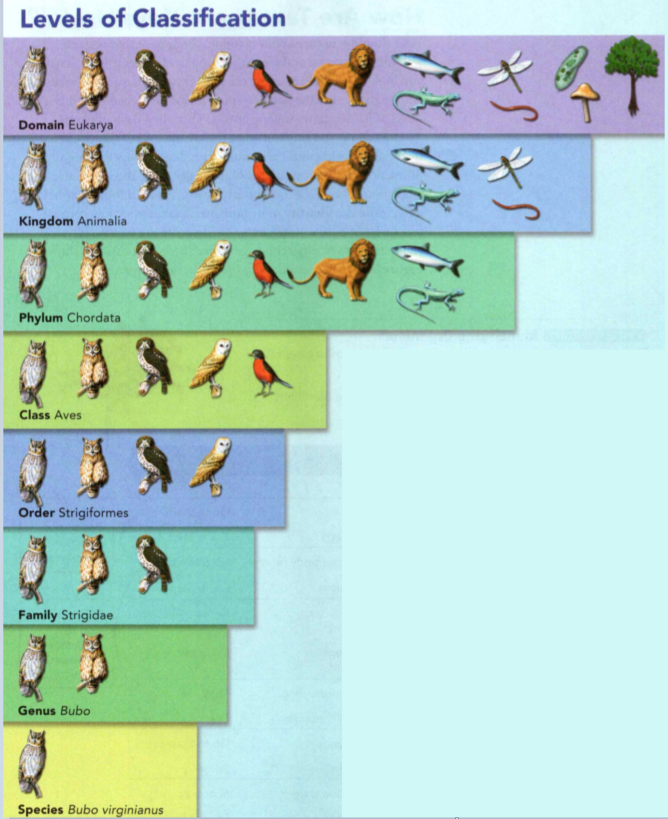 Levels of Classification
Domain Eukarya
Kingdom Animalia
Phylum Chordata
Class Aves
Order Strigiformes
Family Strigidae
Genus Bubo
Species Bubo virginianus